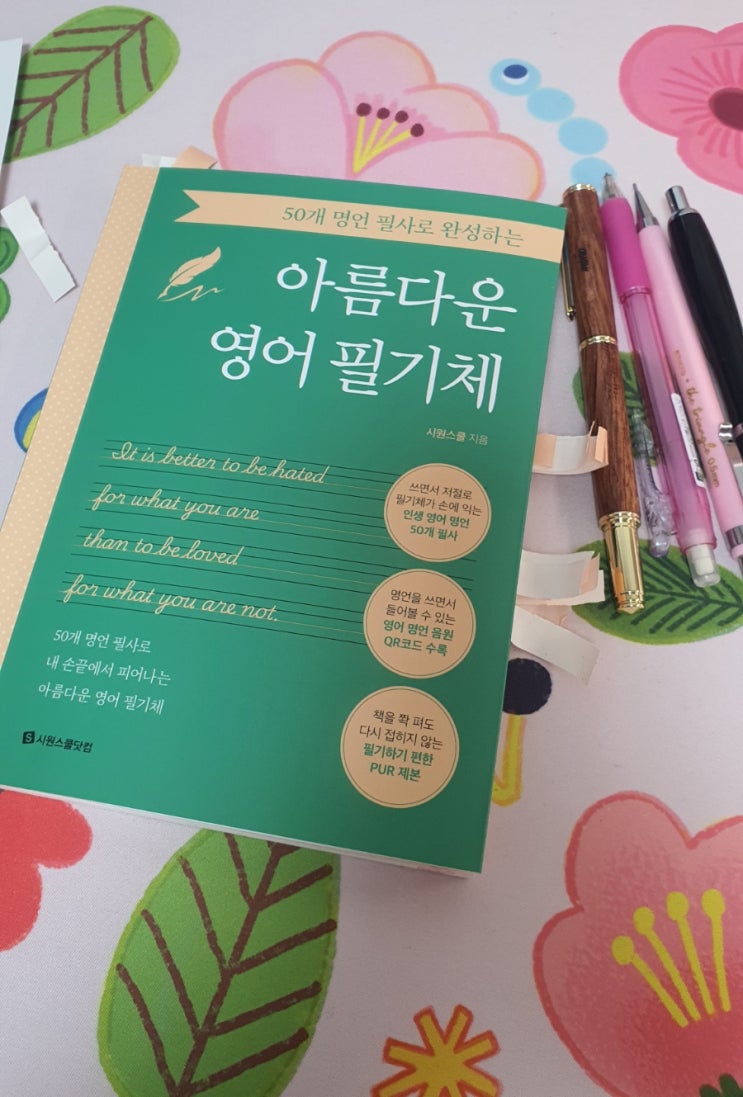 50개 명언 필사로 완성하는
아름다운
영어 필기체
시원스쿨 지음
It is better to be hated
for what you are
than to be loved
for what you are not.
쓰면서 저절로
필기체가 손에 익는
인생 영어 명언
50개 필사
명언을 쓰면서
들어볼 수 있는
영어 명언 음원
QR코드 수록
책을 쫙 펴도
다시 접히지 않는
필기하기 편한
PUR 제본
50개 명언 필사로
내 손끝에서 피어나는
아름다운 영어 필기체
S 시원스쿨닷컴
the triangle 0.5mm